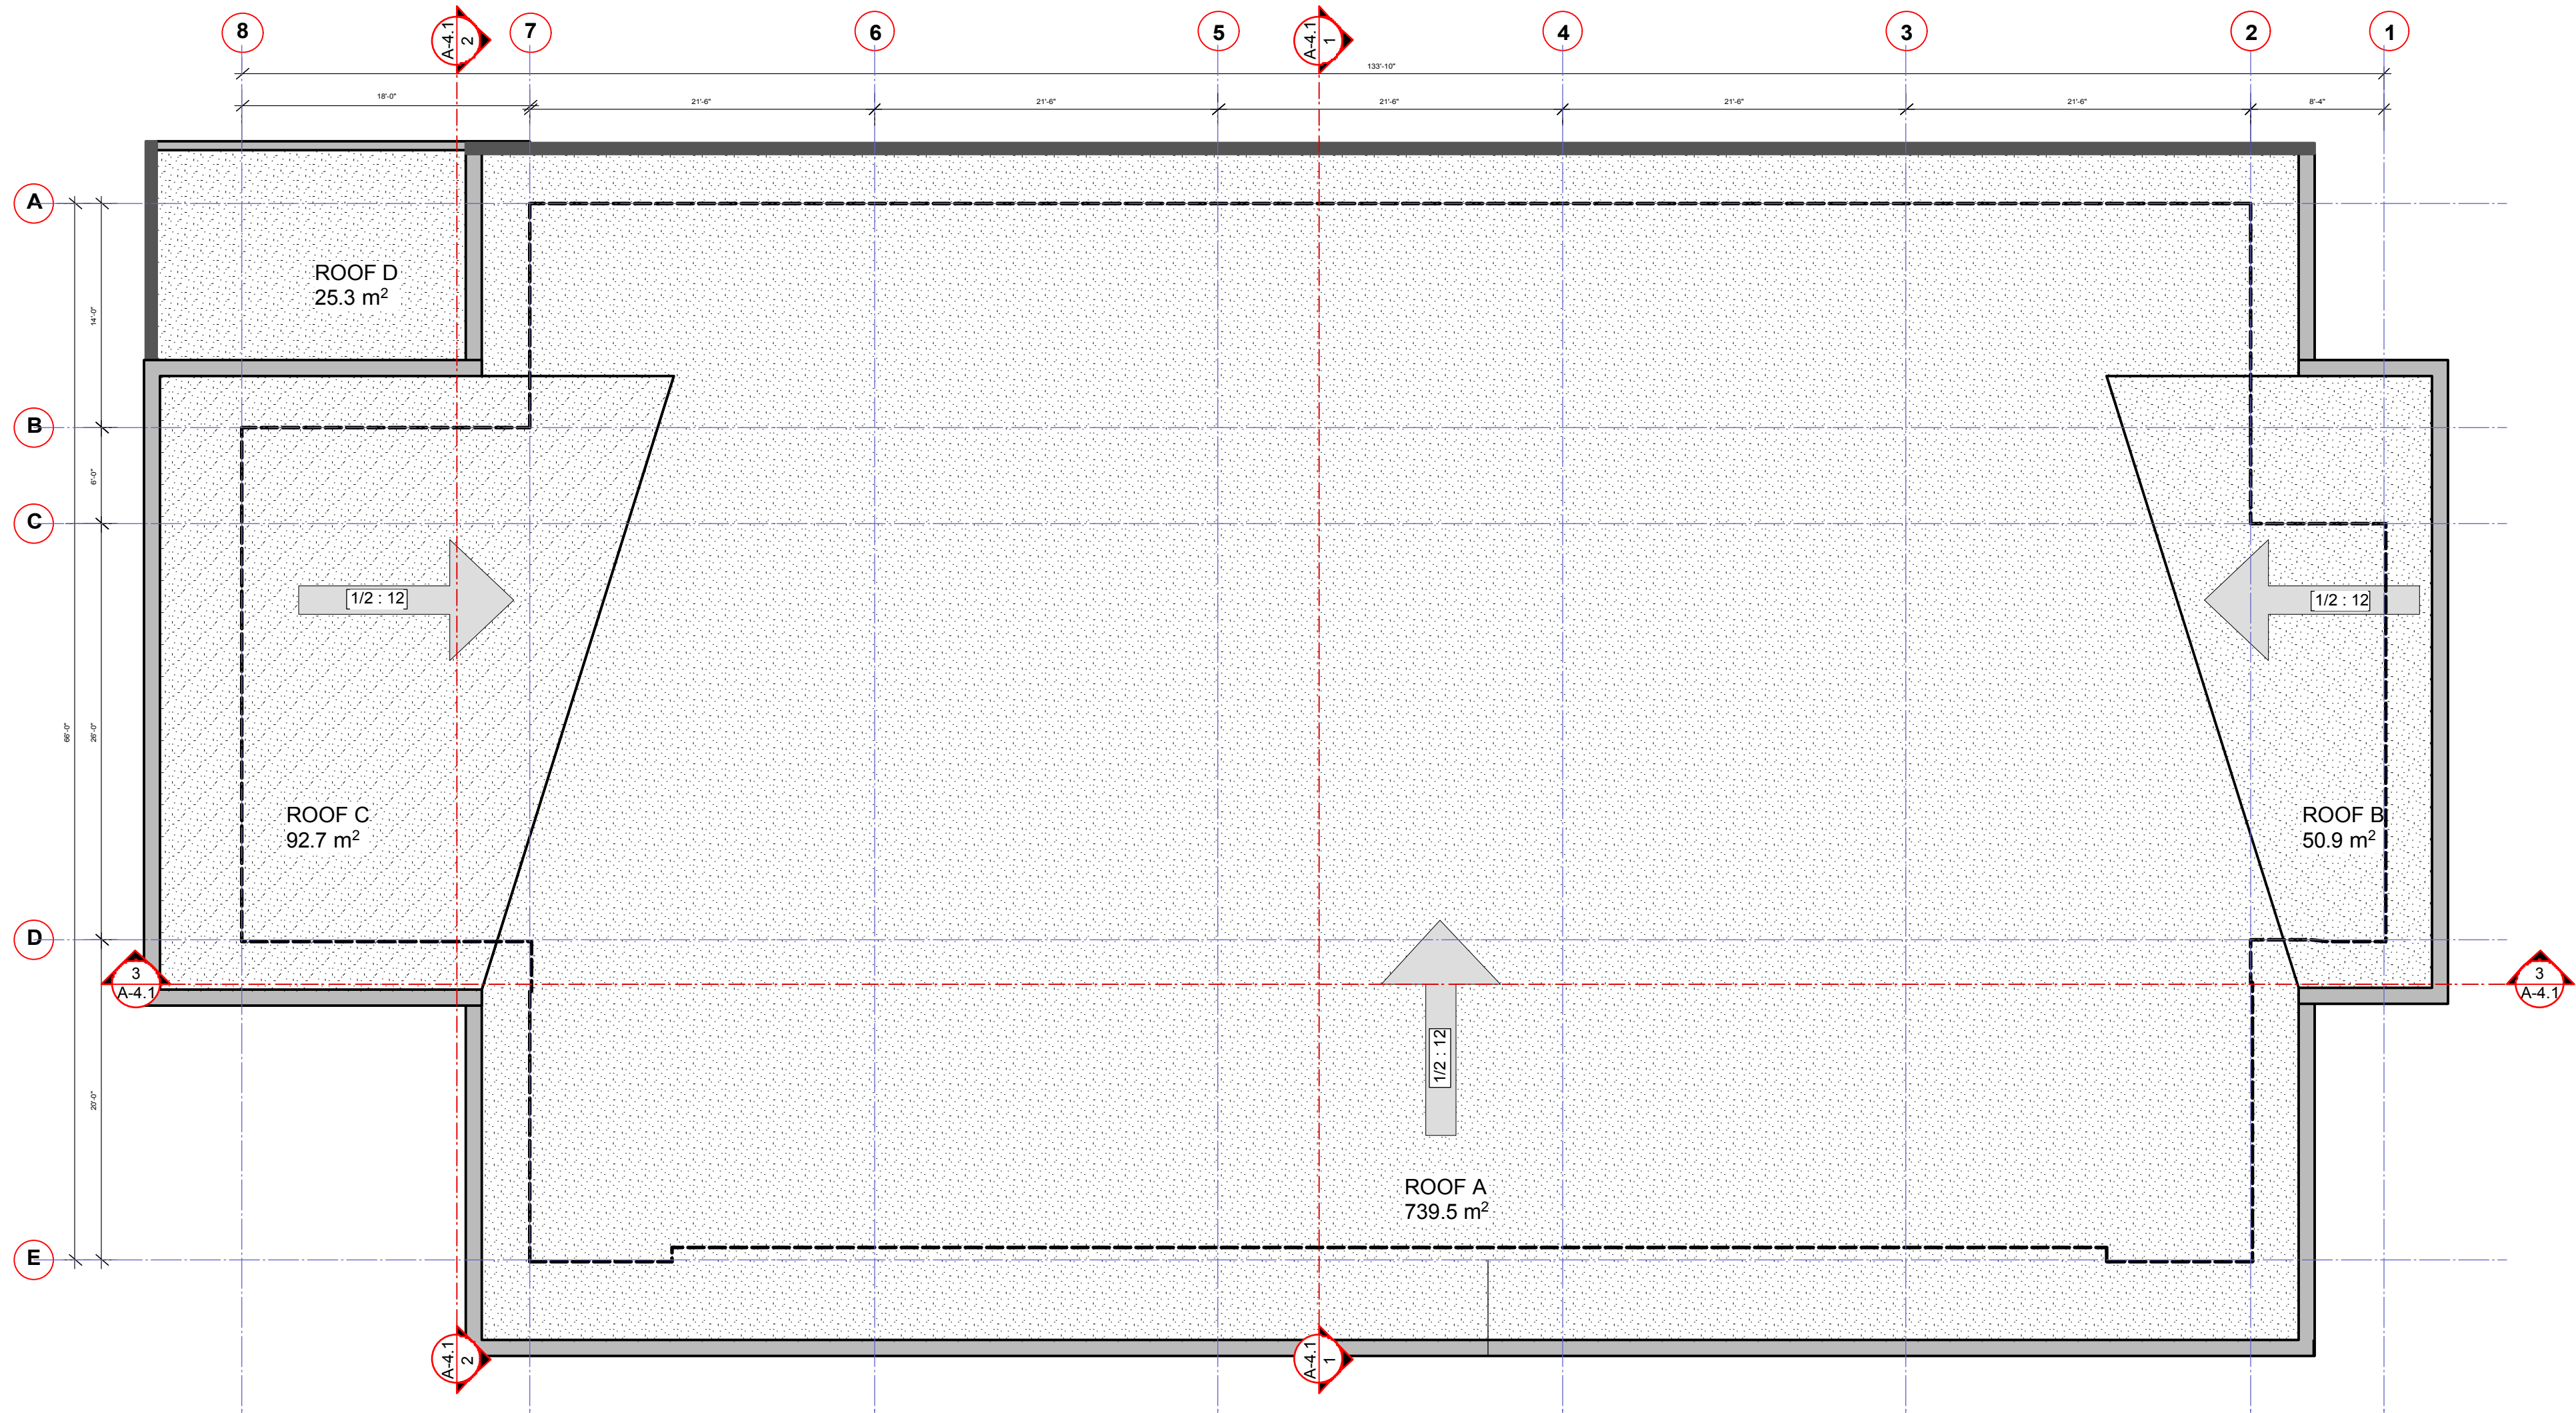 8
A-4.1
2
7
6
5
A-4.1
1
4
3
2
1
133'-10"
18'-0"
21'-6"
21'-6"
21'-6"
21'-6"
21'-6"
8'-4"
A
ROOF D
25.3 m²
14'-0"
B
6'-0"
C
1/2 : 12
1/2 : 12
66'-0"
26'-0"
ROOF C
92.7 m²
ROOF B
50.9 m²
D
3
A-4.1
3
A-4.1
1/2 : 12
20'-0"
ROOF A
739.5 m²
E
A-4.1
2
A-4.1
1